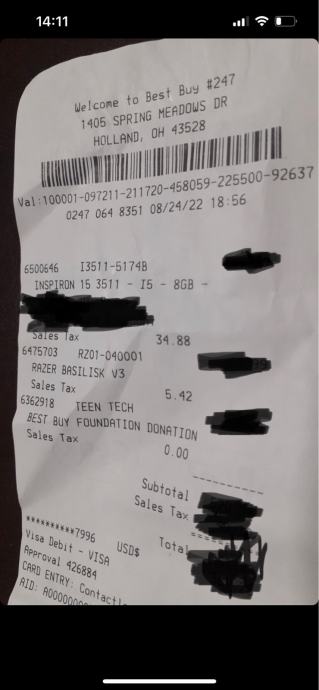 14:11
Welcome to Best Buy #247
1405 SPRING MEADOWS DR
HOLLAND, OH 43528
Val:100001-097211-211720-458059-225500-92637
0247 064 8351 08/24/22 18:56
6500646 I3511-5174B
INSPIRON 15 3511 - I5 - 8GB -
Sales Tax 34.88
6475703 RZ01-040001
RAZER BASILISK V3
Sales Tax 5.42
6362918 TEEN TECH
BEST BUY FOUNDATION DONATION
Sales Tax 0.00
Subtotal
Sales Tax
Total
**********7996 USD$
Visa Debit - VISA
Approval 426884
CARD ENTRY: Contactl
AID: A0000000